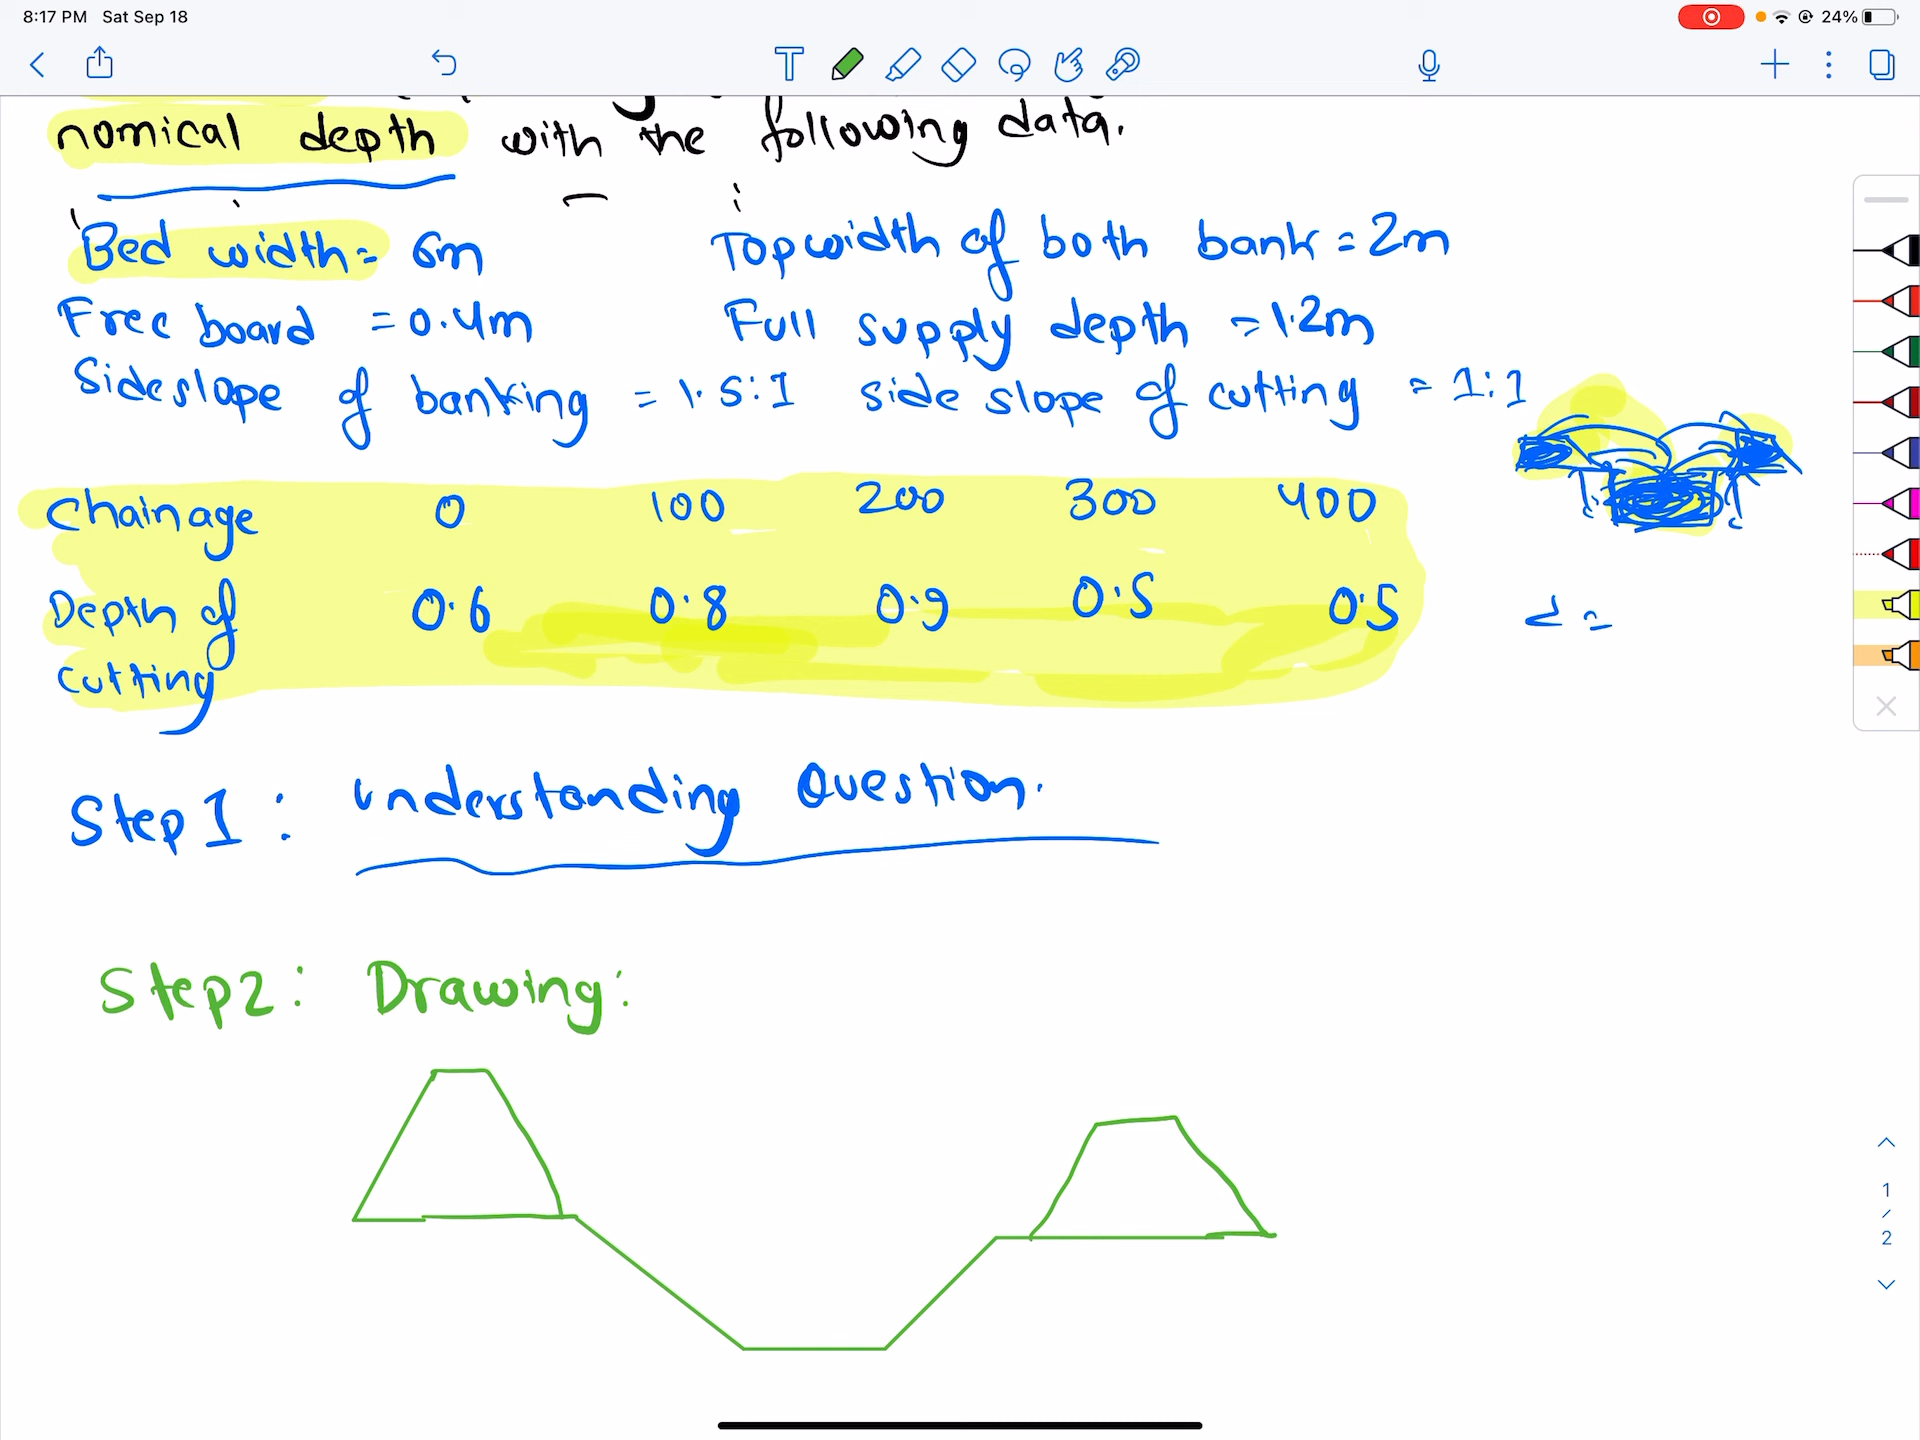 8:17 PM Sat Sep 18
24%
nomical depth with the following data.
Bed width = 6m Top width of both bank = 2m
Free board = 0.4m Full supply depth = 1.2m
Side slope of banking = 1.5:1 side slope of cutting = 1:1
Chainage 0 100 200 300 400
Depth of 0.6 0.8 0.9 0.5 0.5
cutting
d =
Step 1 : understanding Question.
Step 2 : Drawing :
1
/
2